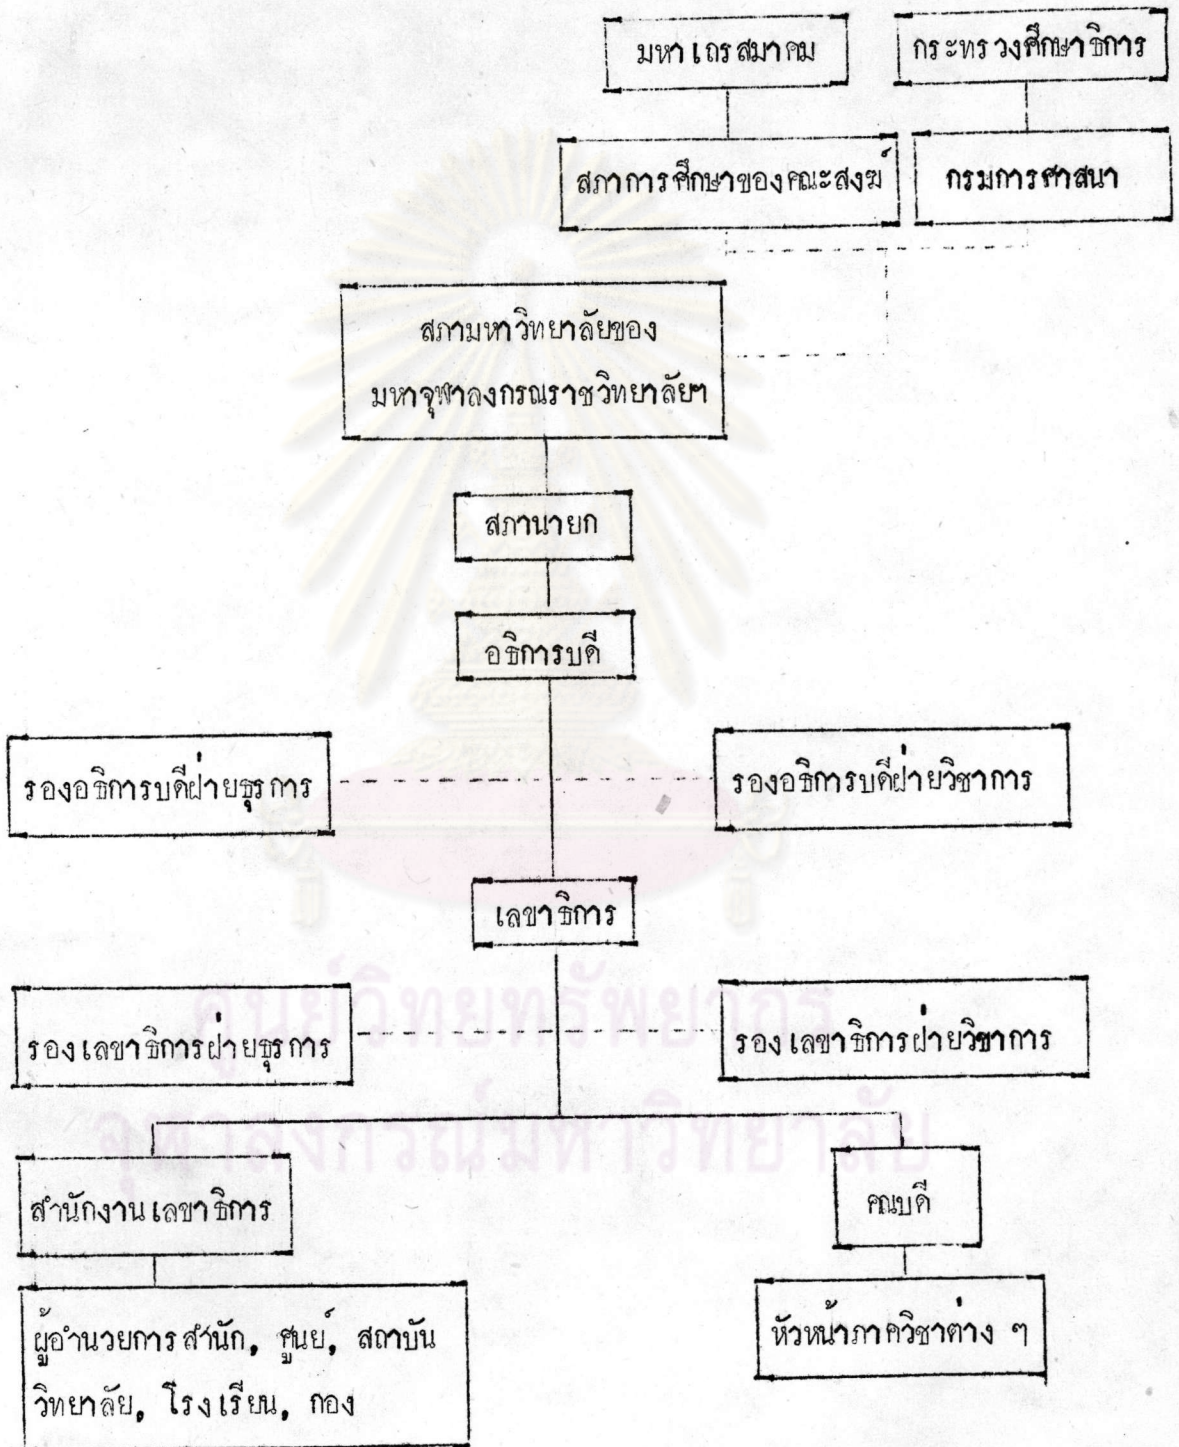 มหาเถรสมาคม
กระทรวงศึกษาธิการ
สภาการศึกษาของคณะสงฆ์
กรมการศาสนา
สภามหาวิทยาลัยของ
มหาจุฬาลงกรณราชวิทยาลัยฯ
สภานายก
อธิการบดี
รองอธิการบดีฝ่ายธุรการ
รองอธิการบดีฝ่ายวิชาการ
เลขาธิการ
ศูนย์วิทยทรัพยากร
รองเลขาธิการฝ่ายธุรการ
รองเลขาธิการฝ่ายวิชาการ
จุฬาลงกรณ์มหาวิทยาลัย
สำนักงานเลขาธิการ
คณบดี
ผู้อำนวยการสำนัก, ศูนย์, สถาบัน
วิทยาลัย, โรงเรียน, กอง
หัวหน้าภาควิชาต่าง ๆ